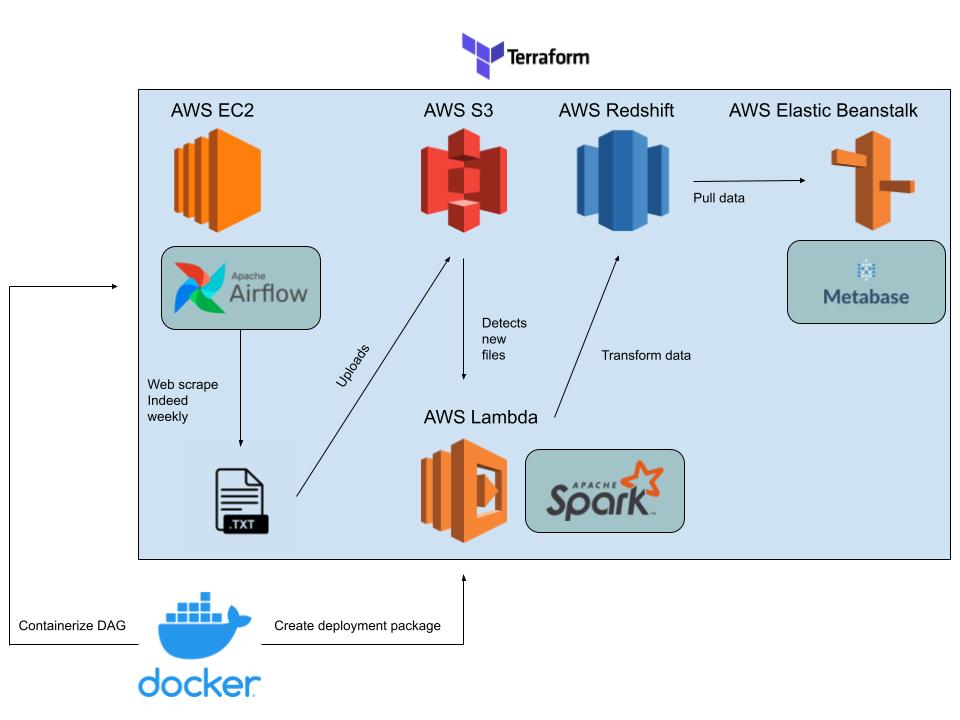 Terraform
AWS EC2
AWS S3
AWS Redshift
AWS Elastic Beanstalk
Pull data
Apache
Airflow
Metabase
Detects
new
files
Uploads
Transform data
Web scrape
Indeed
weekly
AWS Lambda
APACHE
Spark™
.TXT
Containerize DAG
Create deployment package
docker